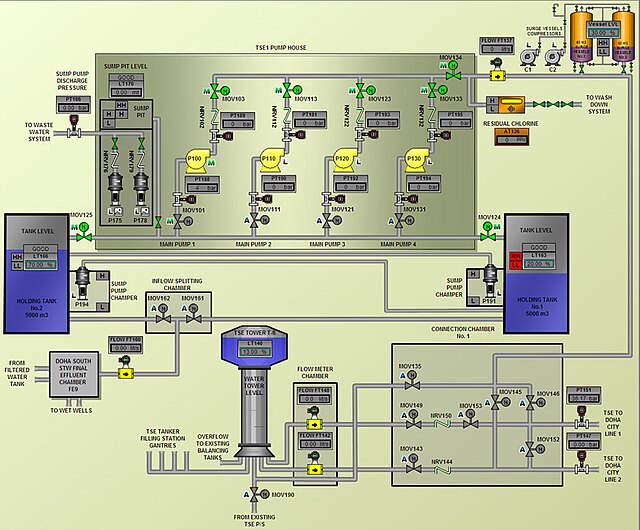 TSE1 PUMP HOUSE
SURGE VESSELS
COMPRESSORS
C1
C2
Vessel LVL
FLOW FT137
0
MOV134
M
SUMP PIT LEVEL
GOOD
LT170
0.00 mt
SUMP PUMP
DISCHARGE
PRESSURE
PT186
0.00 bar
TO WASTE
WATER SYSTEM
HH
H
L
SUMP
PIT
NRV176
NRV179
P175
P178
M
MOV103
M
MOV113
M
MOV123
M
MOV133
NRV102
NRV112
NRV122
NRV132
PT189
0 bar
PT191
0 bar
PT193
0 bar
PT195
0 bar
P100
M
P110
L
P120
L
P130
L
PT188
4 bar
PT190
0 bar
PT192
0 bar
PT194
0 bar
M
MOV101
A
MOV111
A
MOV121
A
MOV131
MAIN PUMP 1
MAIN PUMP 2
MAIN PUMP 3
MAIN PUMP 4
H
L
TO WASH
DOWN
SYSTEM
RESIDUAL CHLORINE
AT136
0
MOV125
M
MOV124
M
TANK LEVEL
GOOD
HH
LL
LT166
70.00 %
HOLDING TANK
No.2
5000 m3
TANK LEVEL
GOOD
HH
LL
LT163
20.00 %
HOLDING TANK
No.1
5000 m3
SUMP
PUMP
CHAMPER
P194
H
L
SUMP
PUMP
CHAMPER
P191
H
L
INFLOW SPLITTING
CHAMBER
MOV162
MOV161
A
A
FLOW FT160
0.00 l/s
FROM
FILTERED
WATER
TANK
DOHA SOUTH
STW FINAL
EFFLUENT
CHAMBER
FE9
TO WET WELLS
TSE TOWER T-8
LT140
13.00 %
WATER
TOWER
LEVEL
TSE TANKER
FILLING STATION
GANTRIES
OVERFLOW
TO EXISTING
BALANCING
TANKS
A
MOV190
FROM EXISTING
TSE P/S
FLOW METER
CHAMBER
FLOW FT148
0.0 l/s
FLOW FT142
0.00 l/s
CONNECTION CHAMBER
No. 1
MOV135
A
MOV149
A
NRV150
MOV153
A
MOV145
A
MOV146
A
MOV143
A
NRV144
MOV152
A
PT151
bar
TSE TO
DOHA
CITY
LINE 1
PT147
0.00 bar
TSE TO
DOHA
CITY
LINE 2